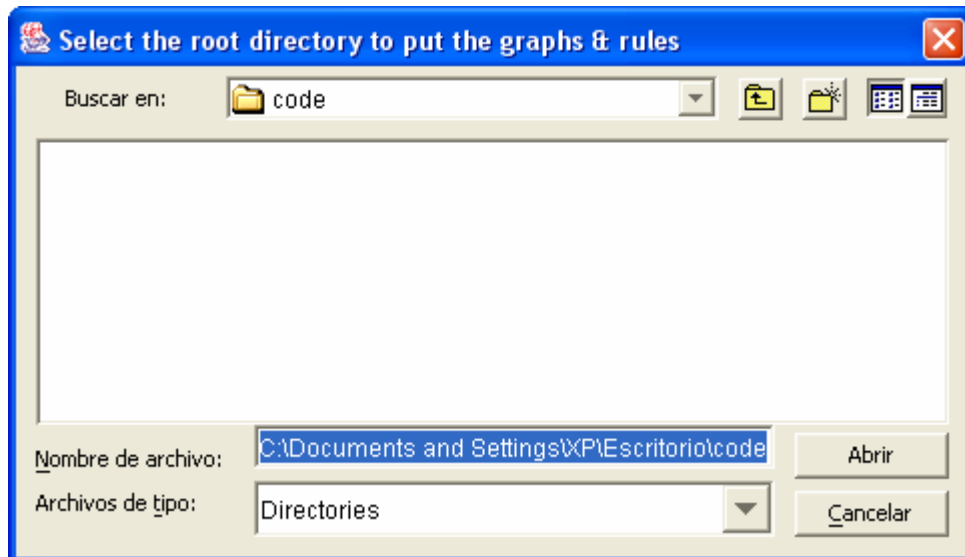 Select the root directory to put the graphs & rules
Buscar en: code
Nombre de archivo: C:\Documents and Settings\XP\Escritorio\code Abrir
Archivos de tipo: Directories Cancelar